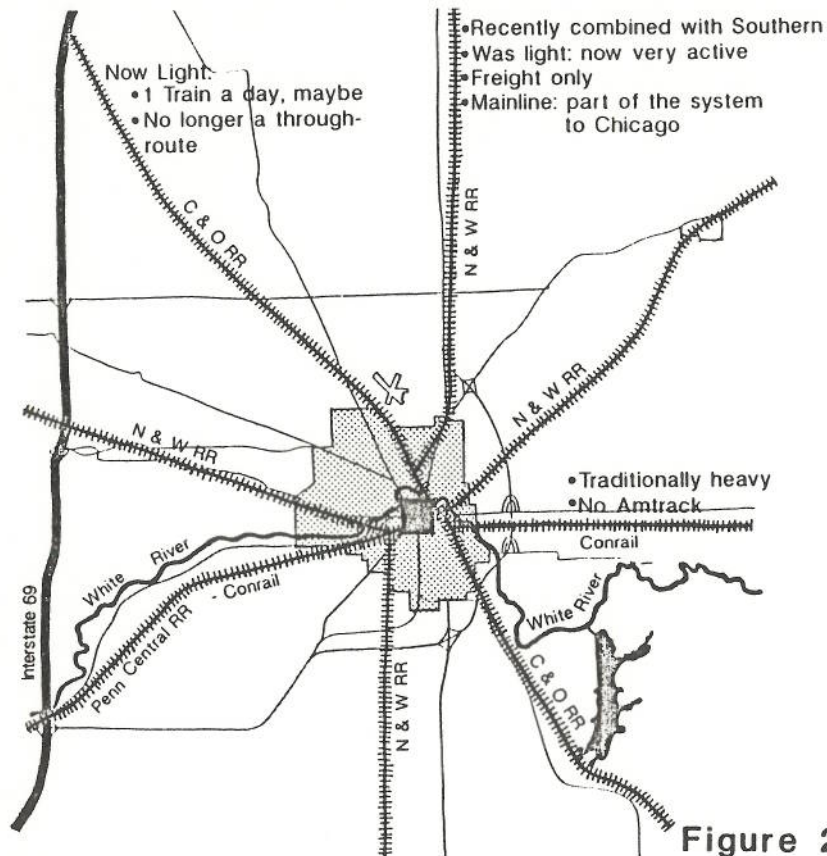 •Recently combined with Southern
•Was light: now very active
•Freight only
•Mainline: part of the system
to Chicago
Now Light:
•1 Train a day, maybe
•No longer a through-
route
C & O RR
N & W RR
N & W RR
N & W RR
•Traditionally heavy
•No Amtrack
Conrail
White River
Penn Central RR - Conrail
Interstate 69
White River
C & O RR
N & W RR
Figure 2